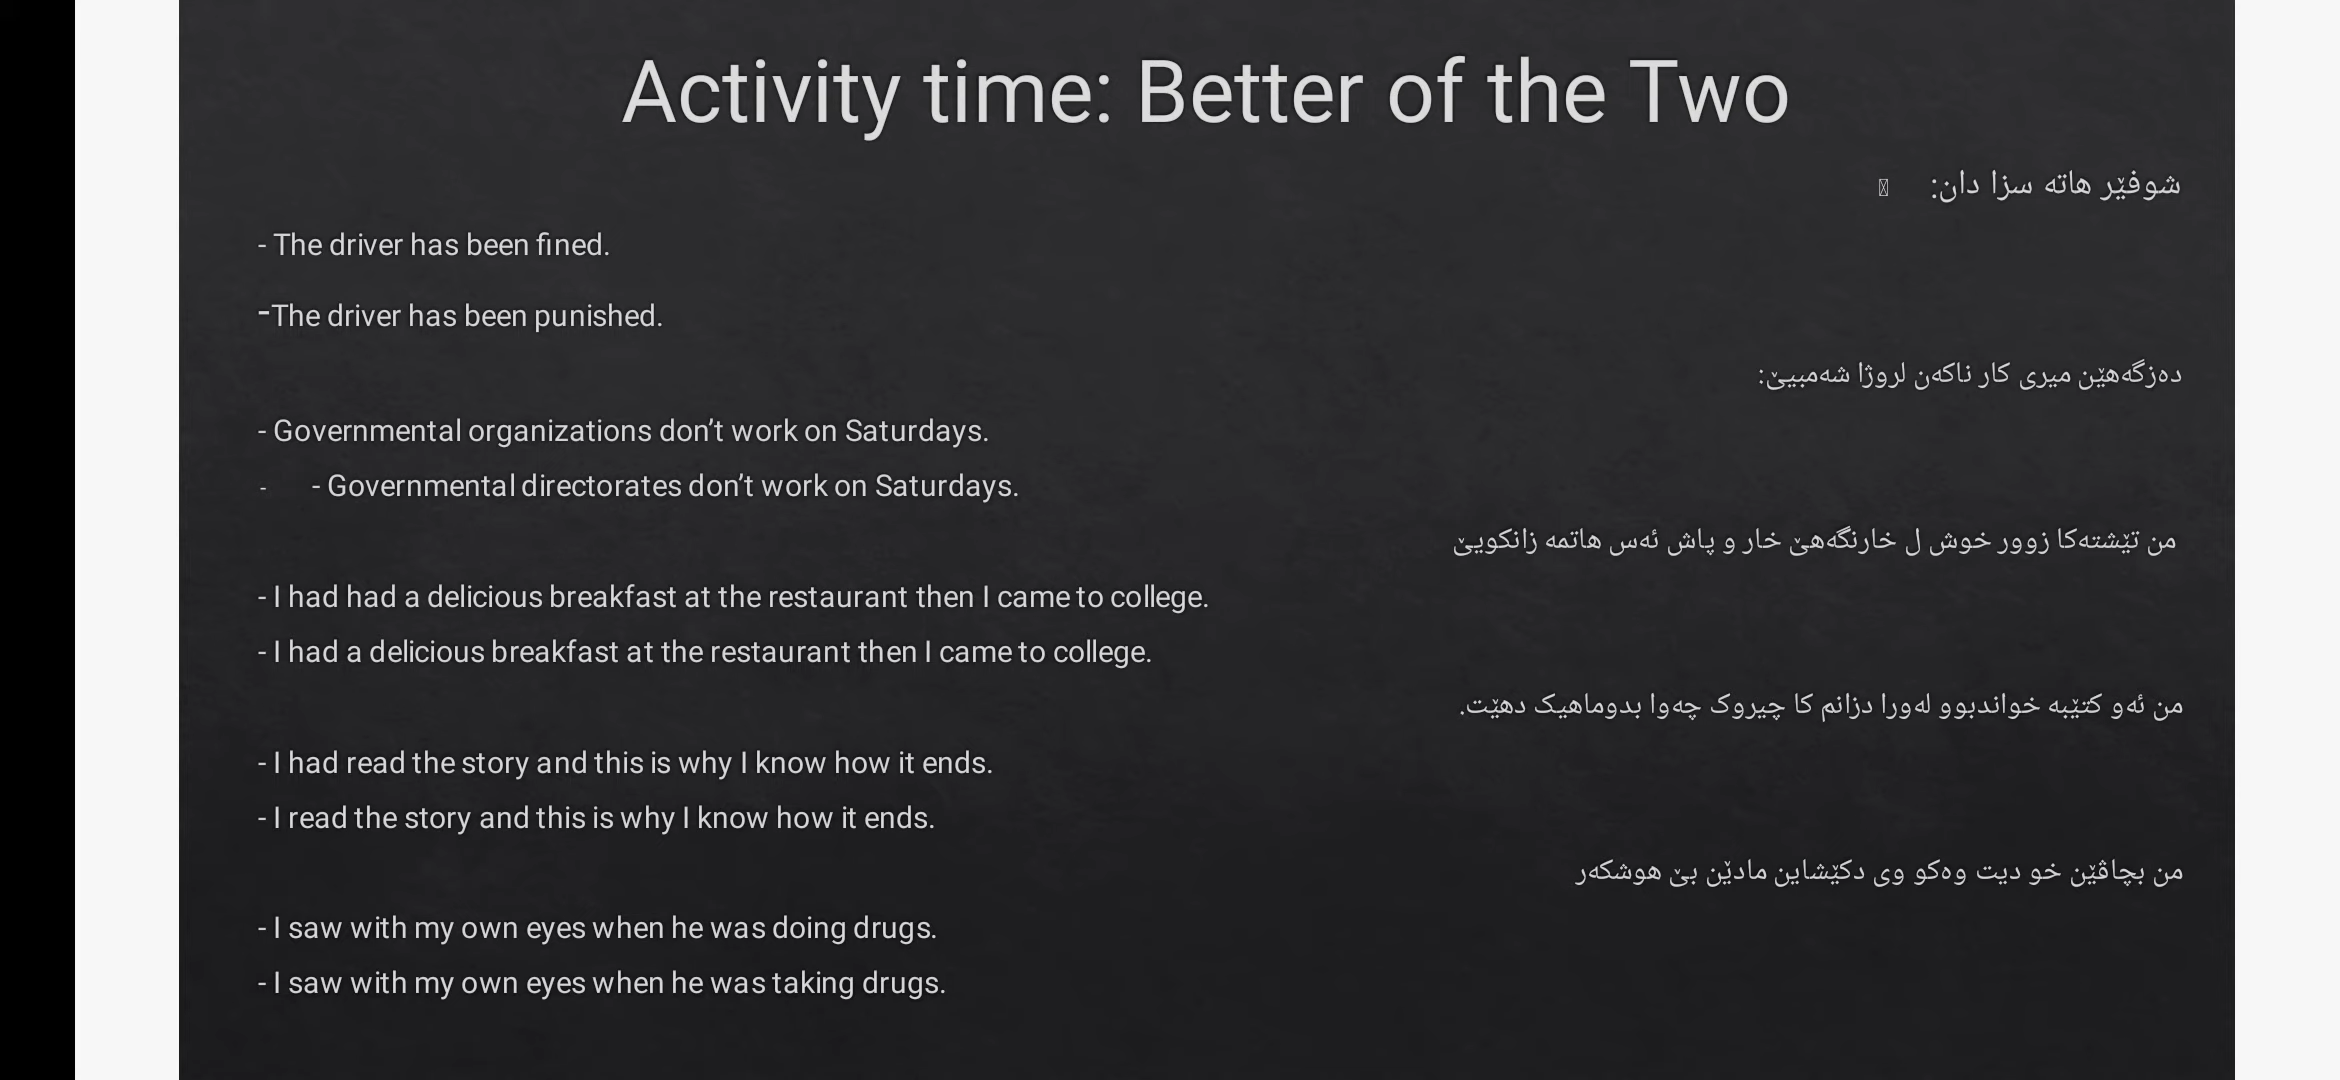 Activity time: Better of the Two
شوفێر هاتە سزا دان:
- The driver has been fined.
-The driver has been punished.
دەزگەهێن میری کار ناکەن لروژا شەمبیێ:
- Governmental organizations don’t work on Saturdays.
- - Governmental directorates don’t work on Saturdays.
من تێشتەکا زوور خوش ل خارنگەهێ خار و پاش ئەس هاتمە زانکویێ
- I had had a delicious breakfast at the restaurant then I came to college.
- I had a delicious breakfast at the restaurant then I came to college.
من ئەو کتێبە خواندبوو لەورا دزانم کا چیروک چەوا بدوماهیک دهێت.
- I had read the story and this is why I know how it ends.
- I read the story and this is why I know how it ends.
من بچاڤێن خو دیت وەکو وی دکێشاین مادێن بێ هوشکەر
- I saw with my own eyes when he was doing drugs.
- I saw with my own eyes when he was taking drugs.